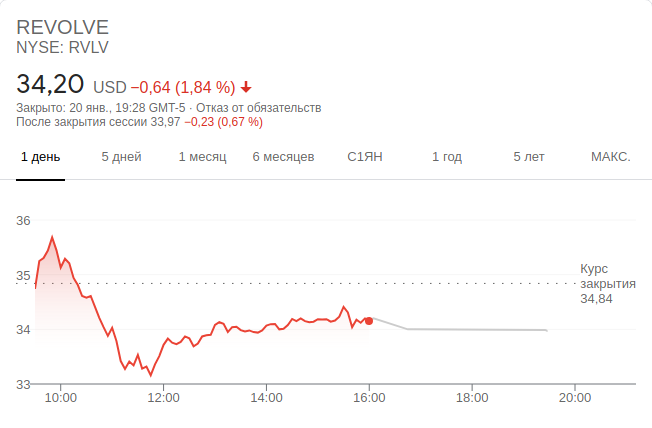 REVOLVE
NYSE: RVLV
34,20 USD −0,64 (1,84 %)
Закрыто: 20 янв., 19:28 GMT-5 · Отказ от обязательств
После закрытия сессии 33,97 −0,23 (0,67 %)
1 день 5 дней 1 месяц 6 месяцев С1ЯН 1 год 5 лет МАКС.
36
35
34
33
Курс
закрытия
34,84
10:00 12:00 14:00 16:00 18:00 20:00